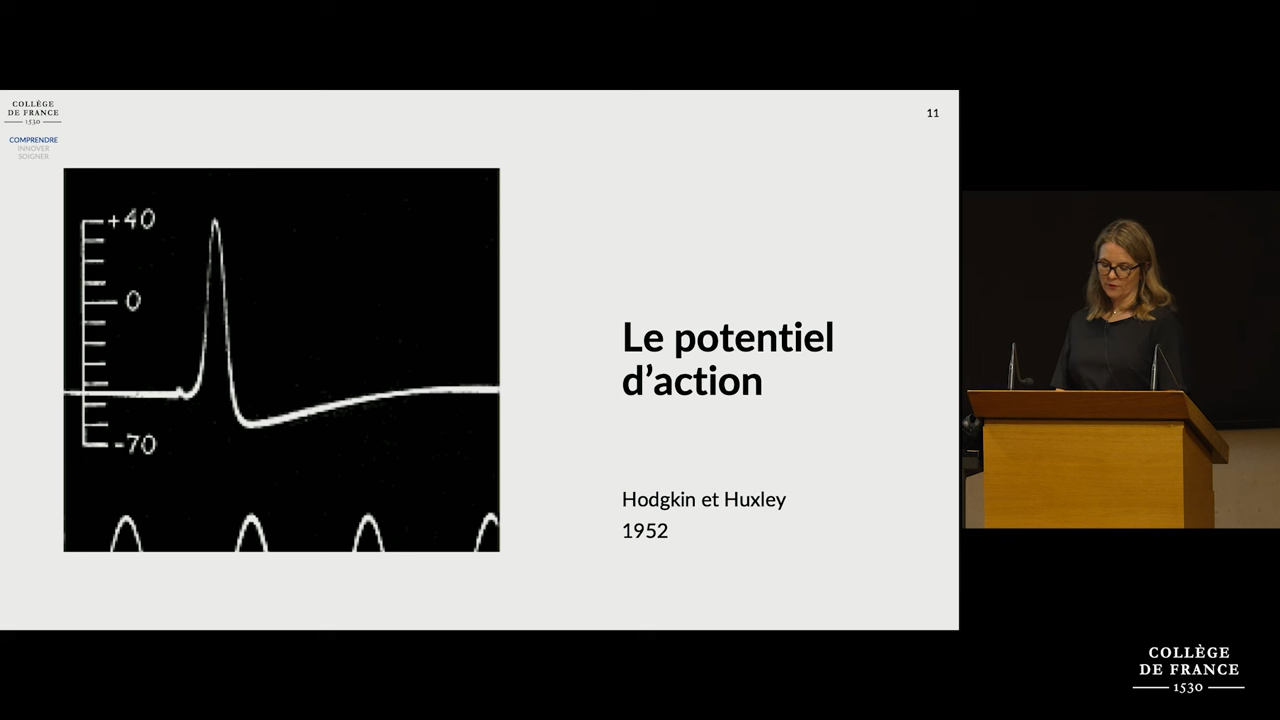 COLLÈGE
DE FRANCE
1530
COMPRENDRE
INNOVER
SOIGNER
11
+40
0
-70
Le potentiel
d’action
Hodgkin et Huxley
1952
COLLÈGE
DE FRANCE
1530